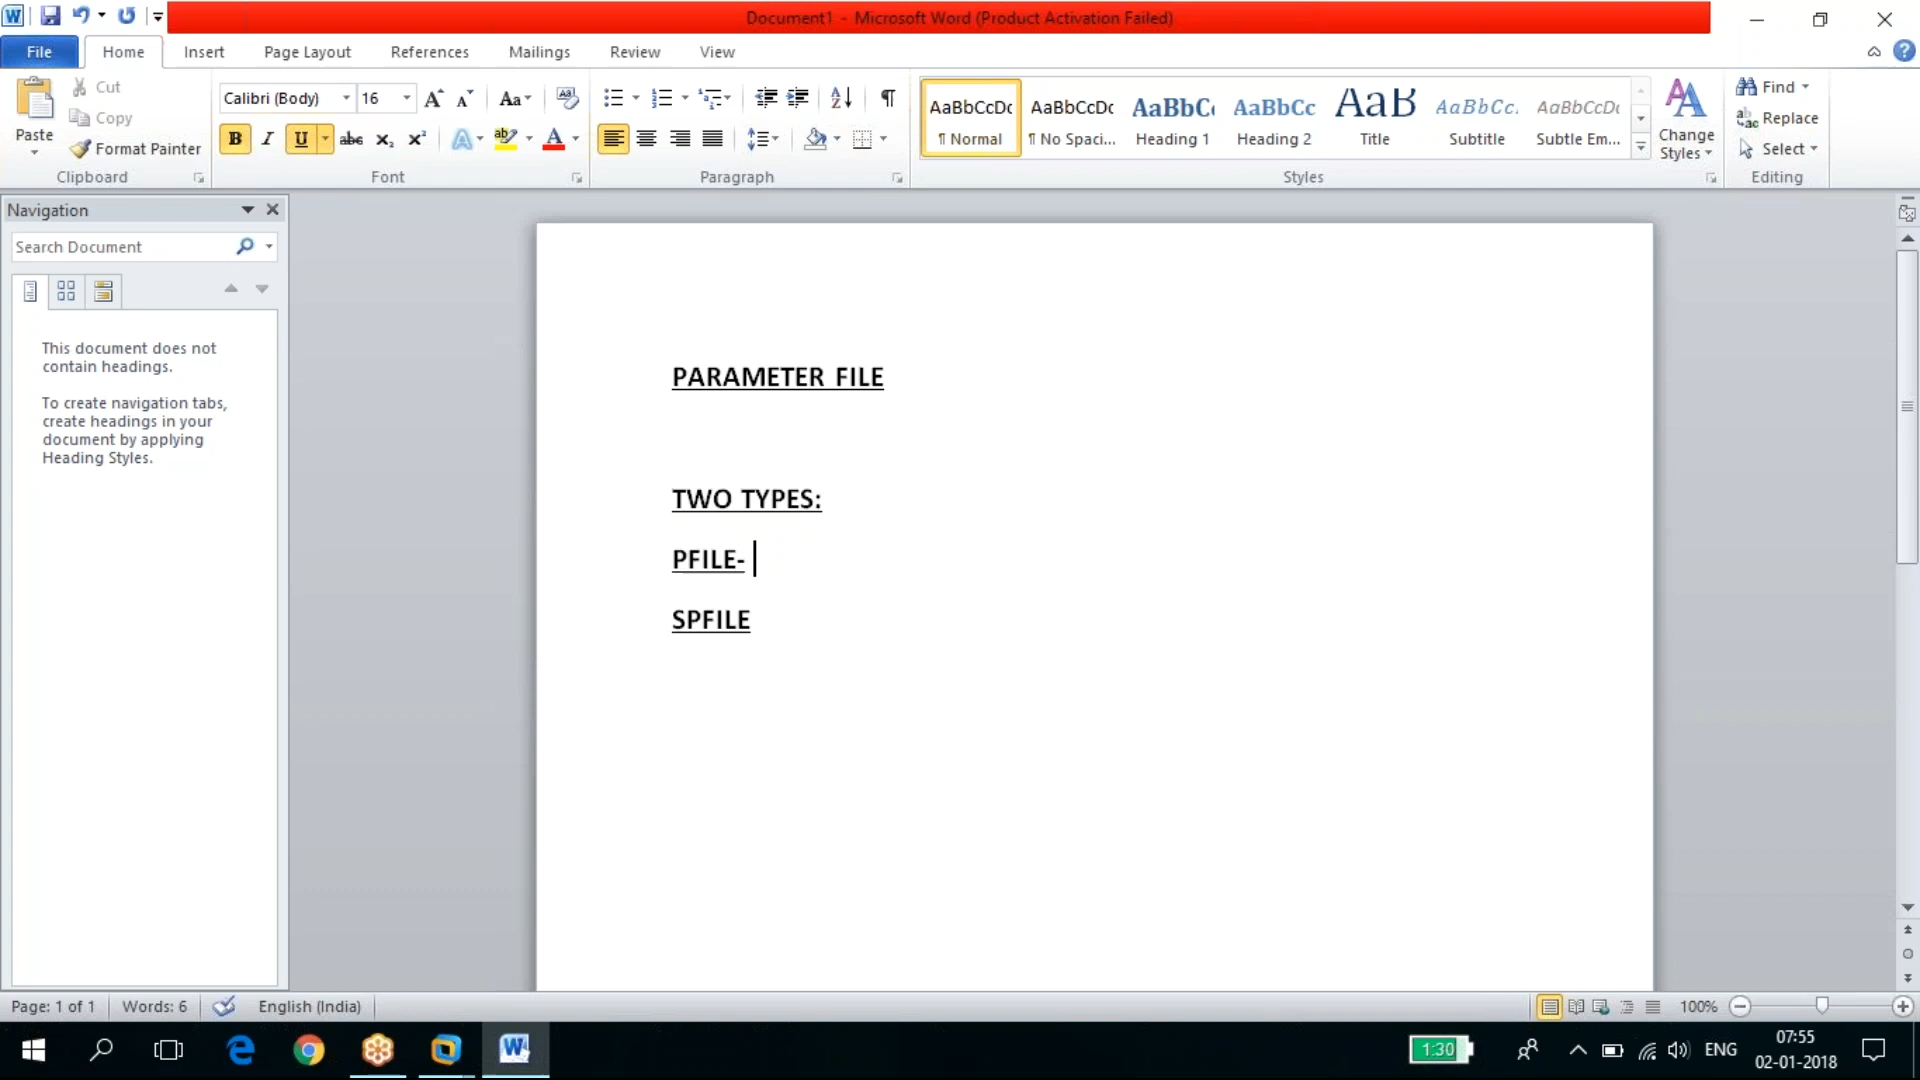 Document1 - Microsoft Word (Product Activation Failed)
File Home Insert Page Layout References Mailings Review View
Paste
Cut
Copy
Format Painter
Clipboard
Calibri (Body) 16
Font
Paragraph
AaBbCcDc AaBbCcDc AaBbC AaBbCc AaB AaBbCc. AaBbCcDc
¶ Normal ¶ No Spaci... Heading 1 Heading 2 Title Subtitle Subtle Em...
Change Styles
Styles
Find
Replace
Select
Editing
Navigation
Search Document
This document does not
contain headings.
To create navigation tabs,
create headings in your
document by applying
Heading Styles.
PARAMETER FILE
TWO TYPES:
PFILE-
SPFILE
Page: 1 of 1 Words: 6 English (India) 100%
1:30 ENG 07:55
02-01-2018